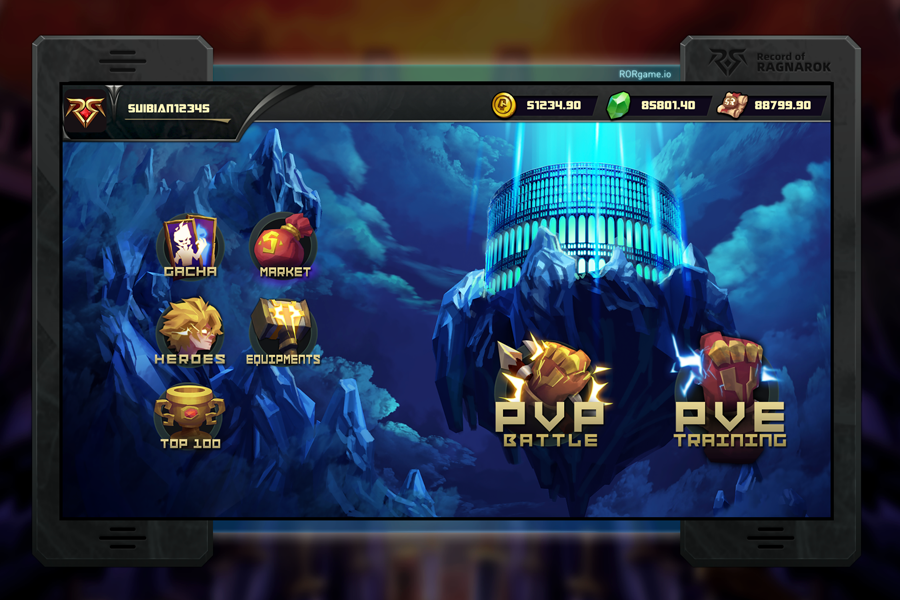 RORgame.io
Record of
RAGNAROK
SUIBIAN12345
51234.90
85801.40
88799.90
GACHA
MARKET
HEROES
EQUIPMENTS
TOP 100
PVP
BATTLE
PVE
TRAINING